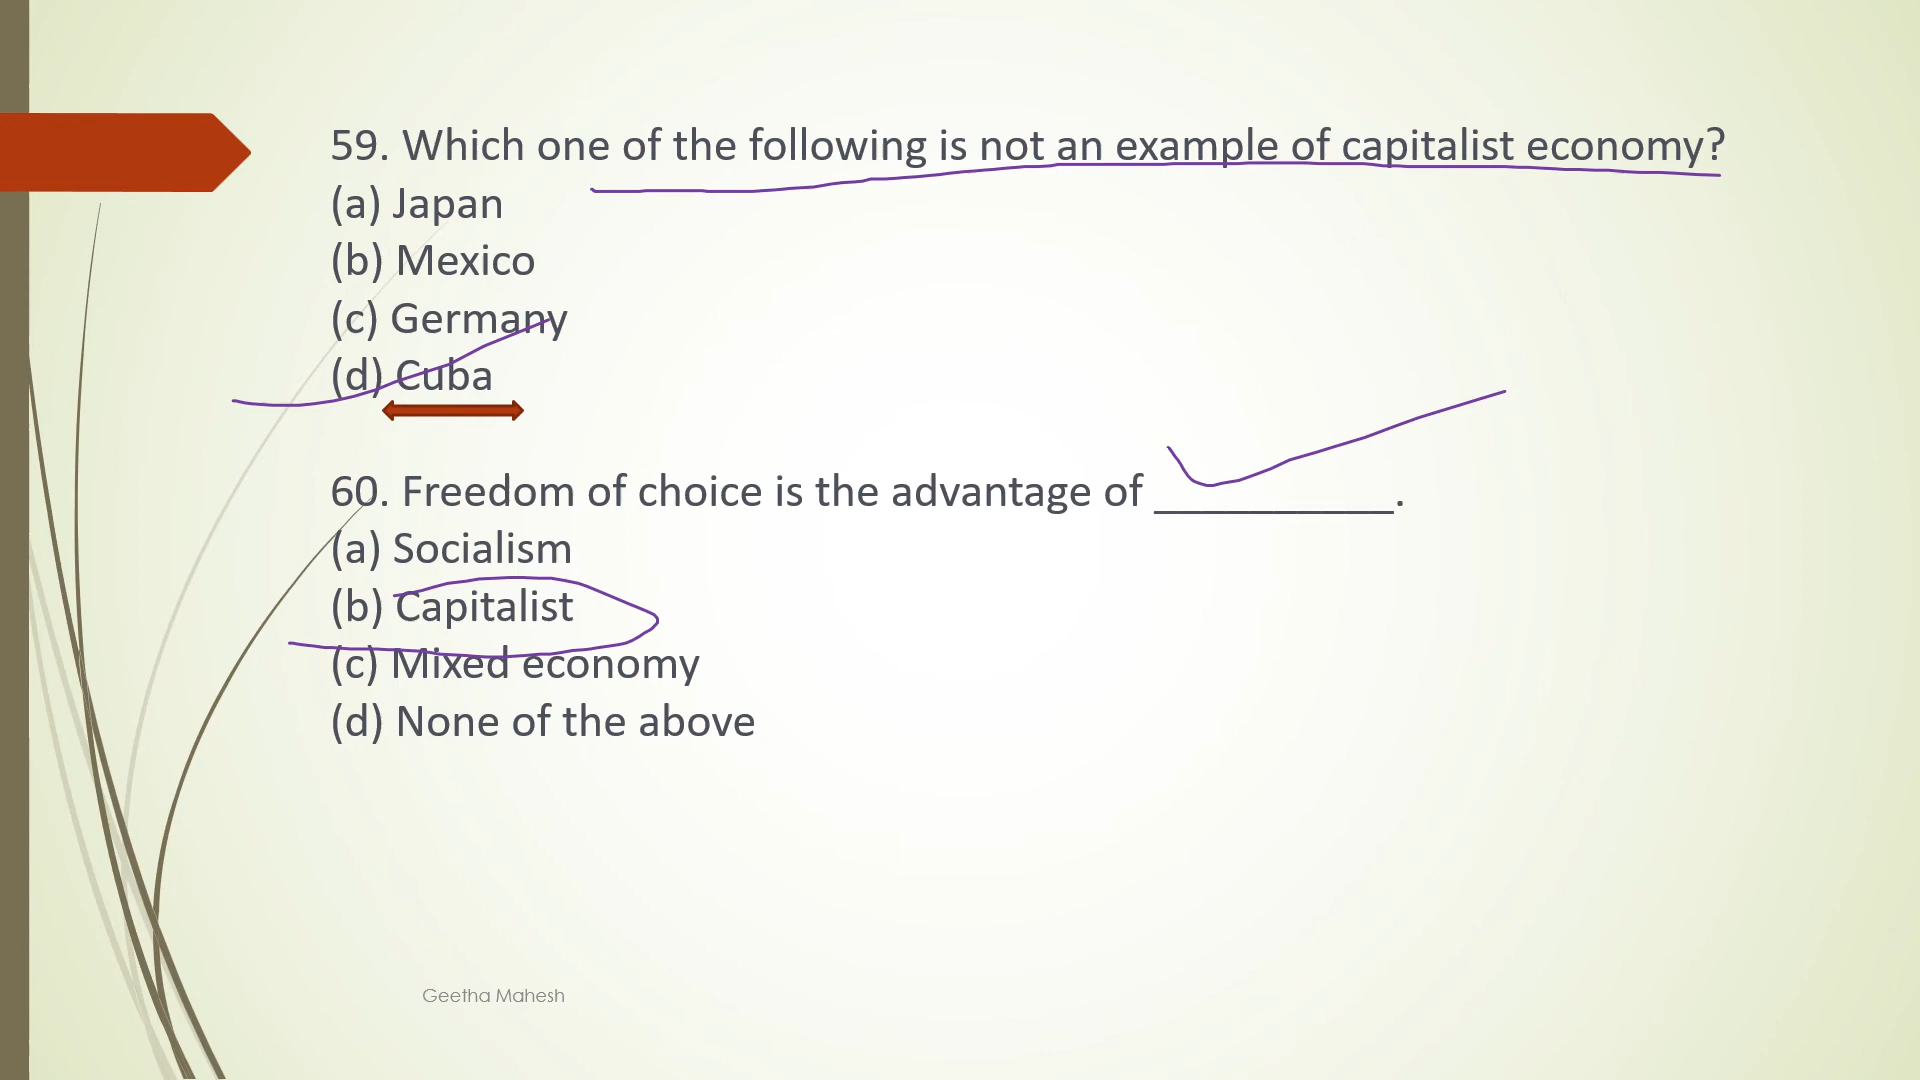 59. Which one of the following is not an example of capitalist economy?
(a) Japan
(b) Mexico
(c) Germany
(d) Cuba
60. Freedom of choice is the advantage of __________.
(a) Socialism
(b) Capitalist
(c) Mixed economy
(d) None of the above
Geetha Mahesh